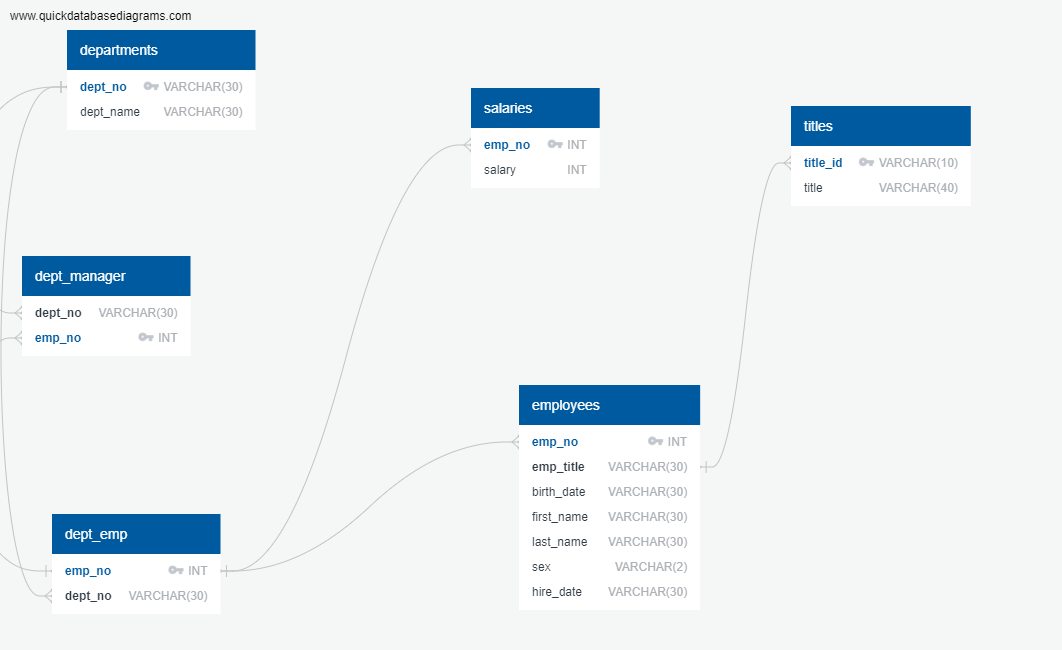 www.quickdatabasediagrams.com
departments
dept_no VARCHAR(30)
dept_name VARCHAR(30)
salaries
emp_no INT
salary INT
titles
title_id VARCHAR(10)
title VARCHAR(40)
dept_manager
dept_no VARCHAR(30)
emp_no INT
employees
emp_no INT
emp_title VARCHAR(30)
birth_date VARCHAR(30)
first_name VARCHAR(30)
last_name VARCHAR(30)
sex VARCHAR(2)
hire_date VARCHAR(30)
dept_emp
emp_no INT
dept_no VARCHAR(30)